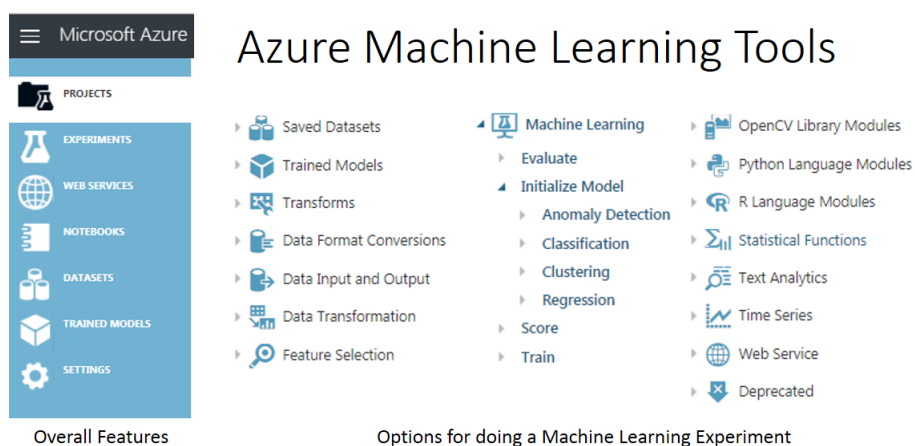 Microsoft Azure
PROJECTS
EXPERIMENTS
WEB SERVICES
NOTEBOOKS
DATASETS
TRAINED MODELS
SETTINGS
Overall Features
Azure Machine Learning Tools
Saved Datasets
Trained Models
Transforms
Data Format Conversions
Data Input and Output
Data Transformation
Feature Selection
Machine Learning
Evaluate
Initialize Model
Anomaly Detection
Classification
Clustering
Regression
Score
Train
OpenCV Library Modules
Python Language Modules
R Language Modules
Statistical Functions
Text Analytics
Time Series
Web Service
Deprecated
Options for doing a Machine Learning Experiment